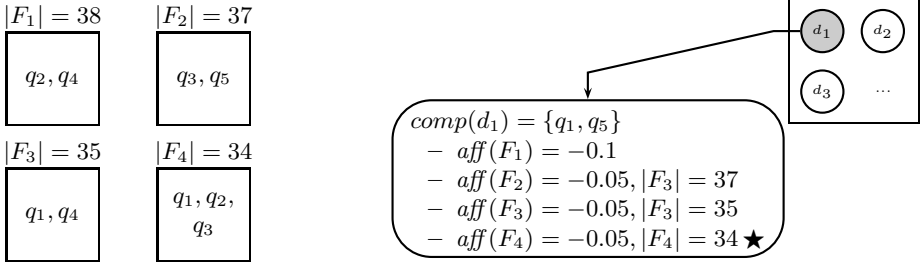 |F₁| = 38
|F₂| = 37
q₂, q₄
q₃, q₅
|F₃| = 35
|F₄| = 34
q₁, q₄
q₁, q₂,
q₃
d₁
d₂
d₃
...
comp(d₁) = {q₁, q₅}
− aff(F₁) = −0.1
− aff(F₂) = −0.05, |F₃| = 37
− aff(F₃) = −0.05, |F₃| = 35
− aff(F₄) = −0.05, |F₄| = 34 ★